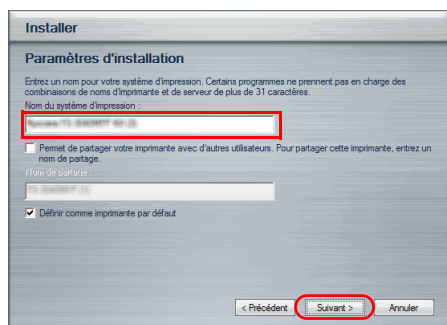 Installer
Paramètres d'installation
Entrez un nom pour votre système d'impression. Certains programmes ne prennent pas en charge des
combinaisons de noms d'imprimante et de serveur de plus de 31 caractères.
Nom du système d'impression :
Permet de partager votre imprimante avec d'autres utilisateurs. Pour partager cette imprimante, entrez un
nom de partage.
Nom de partage :
Définir comme imprimante par défaut
< Précédent Suivant > Annuler